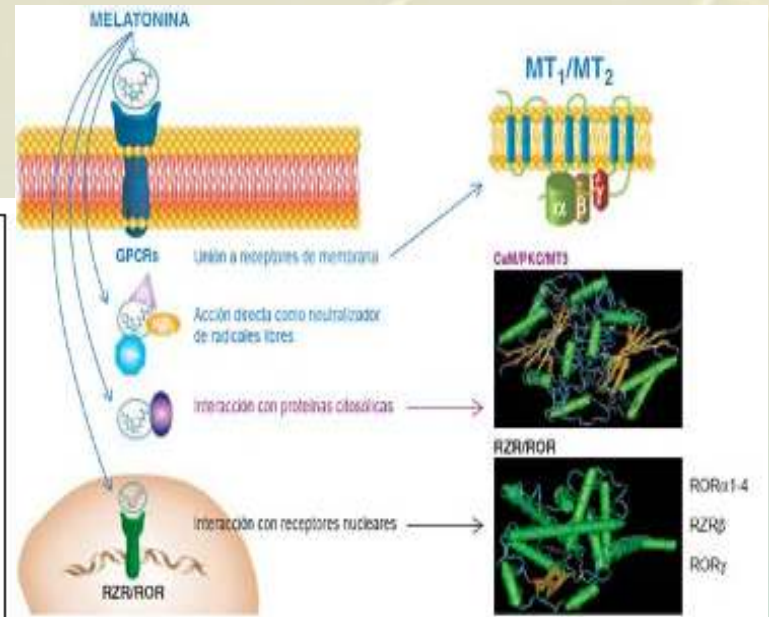 MELATONINA
MT1/MT2
α β γ
GPCRs
Unión a receptores de membrana
CaM/PKC/MT3
Acción directa como neutralizador
de radicales libres
Interacción con proteínas citosólicas
RZR/ROR
Interacción con receptores nucleares
RORα1-4
RZRβ
RORγ
RZR/ROR